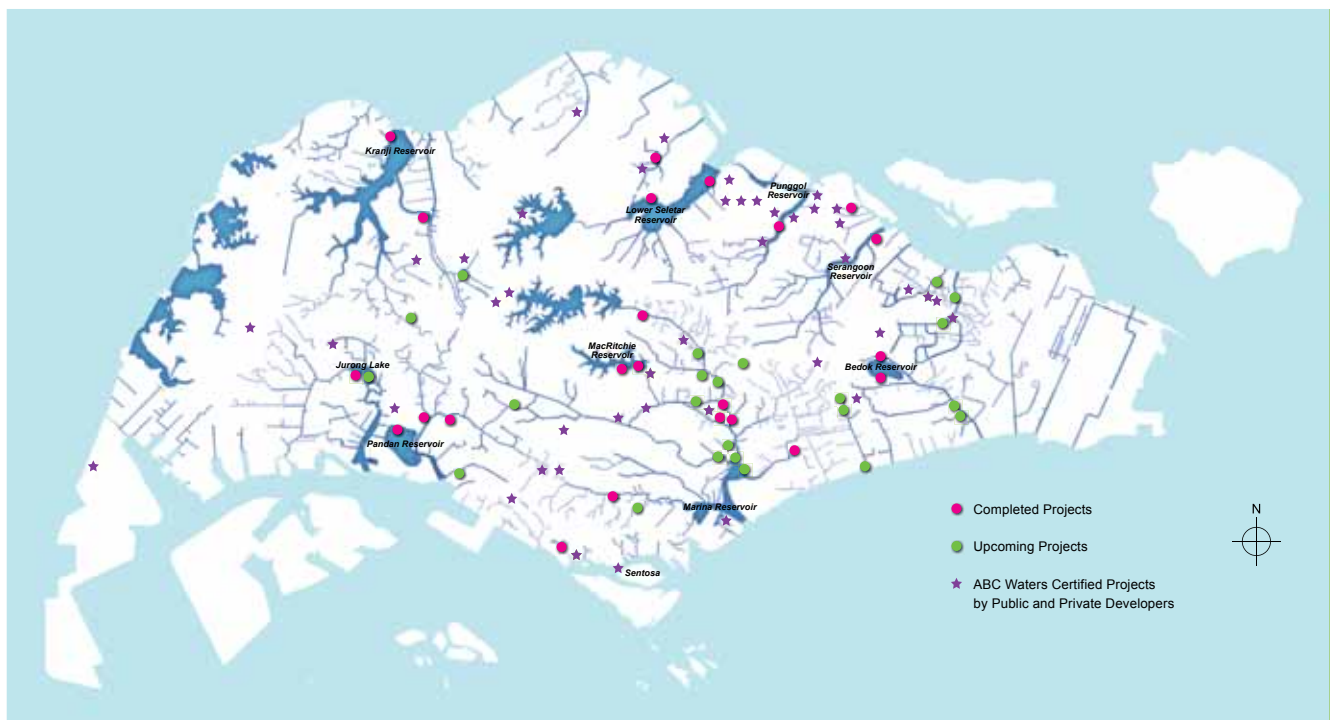 Kranji Reservoir
Punggol
Reservoir
Lower Seletar
Reservoir
Serangoon
Reservoir
MacRitchie
Reservoir
Jurong Lake
Bedok Reservoir
Pandan Reservoir
Marina Reservoir
Sentosa
Completed Projects
Upcoming Projects
ABC Waters Certified Projects
by Public and Private Developers
N